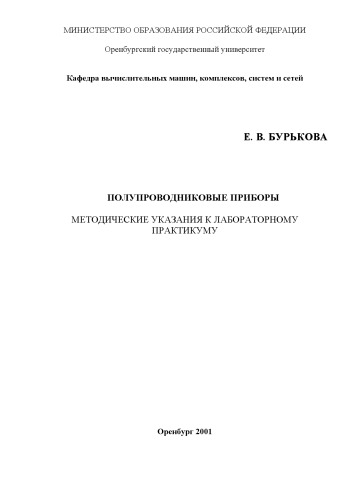 МИНИСТЕРСТВО ОБРАЗОВАНИЯ РОССИЙСКОЙ ФЕДЕРАЦИИ
Оренбургский государственный университет
Кафедра вычислительных машин, комплексов, систем и сетей
Е. В. БУРЬКОВА
ПОЛУПРОВОДНИКОВЫЕ ПРИБОРЫ
МЕТОДИЧЕСКИЕ УКАЗАНИЯ К ЛАБОРАТОРНОМУ
ПРАКТИКУМУ
Оренбург 2001